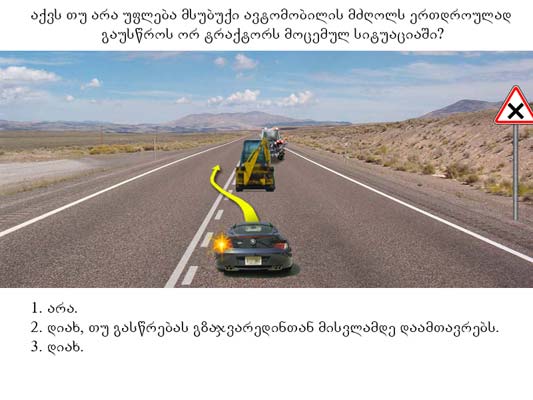 აქვს თუ არა უფლება მსუბუქი ავტომობილის მძღოლს ერთდროულად
გაუსწროს ორ ტრაქტორს მოცემულ სიტუაციაში?
1. არა.
2. დიახ, თუ გასწრებას გზაჯვარედინთან მისვლამდე დაამთავრებს.
3. დიახ.